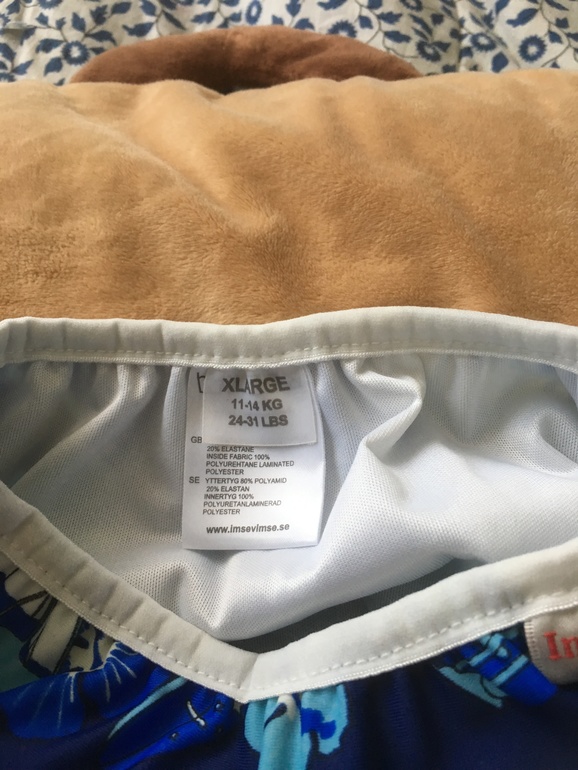 XLARGE
11-14 KG
24-31 LBS
GB
20% ELASTANE
INSIDE FABRIC 100%
POLYUREHTANE LAMINATED
POLYESTER
SE YTTERTYG 80% POLYAMID
20% ELASTAN
INNERTYG 100%
POLYURETANLAMINERAD
POLYESTER
www.imsevimse.se